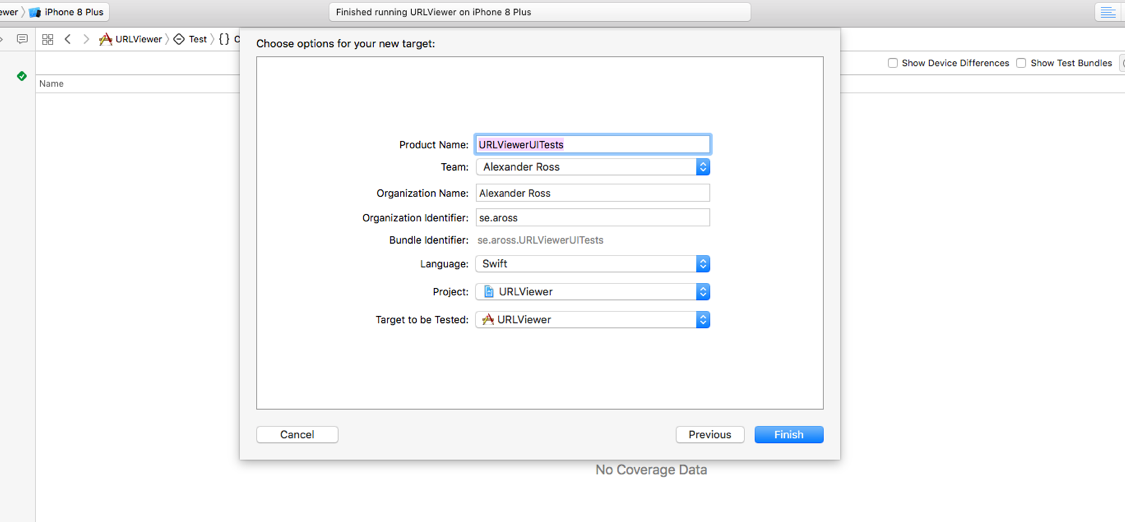 ewer iPhone 8 Plus Finished running URLViewer on iPhone 8 Plus
URLViewer Test {} C
Choose options for your new target:
Show Device Differences Show Test Bundles
Name
Product Name: URLViewerUITests
Team: Alexander Ross
Organization Name: Alexander Ross
Organization Identifier: se.aross
Bundle Identifier: se.aross.URLViewerUITests
Language: Swift
Project: URLViewer
Target to be Tested: URLViewer
Cancel Previous Finish
No Coverage Data